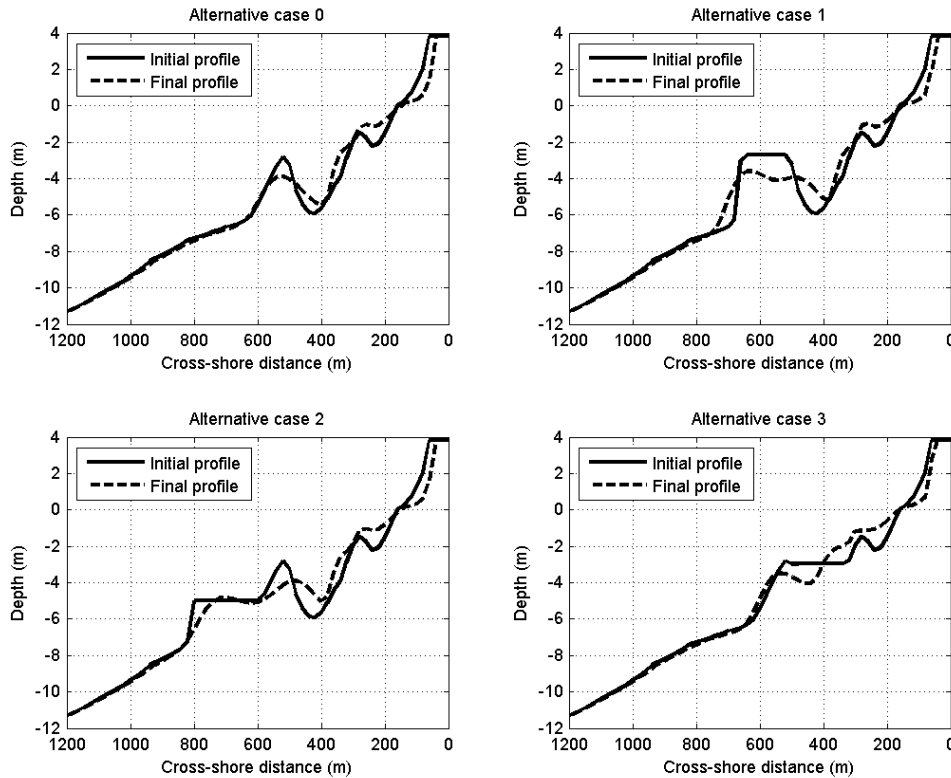 Alternative case 0
4
2
0
-2
-4
-6
-8
-10
-12
Depth (m)
Initial profile
Final profile
1200 1000 800 600 400 200 0
Cross-shore distance (m)
Alternative case 1
4
2
0
-2
-4
-6
-8
-10
-12
Depth (m)
Initial profile
Final profile
1200 1000 800 600 400 200 0
Cross-shore distance (m)
Alternative case 2
4
2
0
-2
-4
-6
-8
-10
-12
Depth (m)
Initial profile
Final profile
1200 1000 800 600 400 200 0
Cross-shore distance (m)
Alternative case 3
4
2
0
-2
-4
-6
-8
-10
-12
Depth (m)
Initial profile
Final profile
1200 1000 800 600 400 200 0
Cross-shore distance (m)